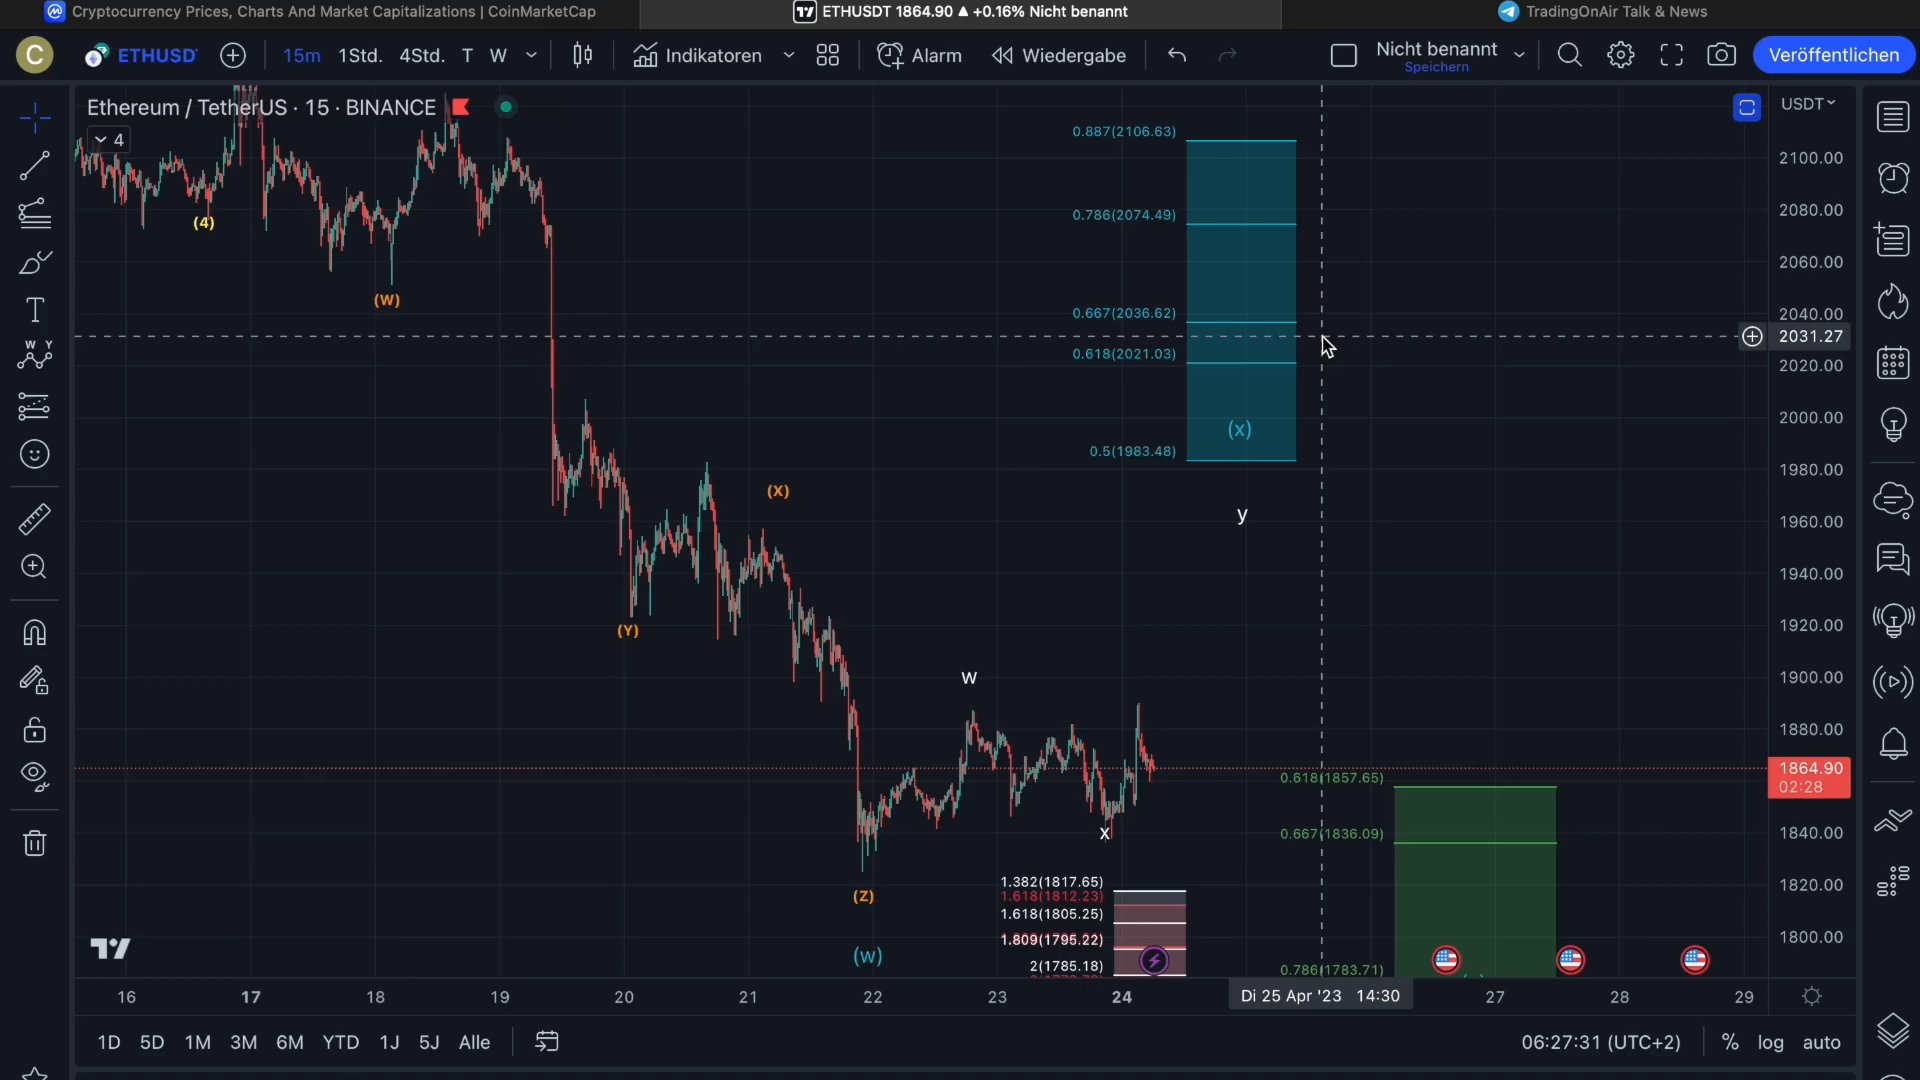 Cryptocurrency Prices, Charts And Market Capitalizations | CoinMarketCap
ETHUSDT 1864.90 ▲ +0.16% Nicht benannt
TradingOnAir Talk & News
C
ETHUSD
15m 1Std. 4Std. T W
Indikatoren
Alarm
Wiedergabe
Nicht benannt
Speichern
Veröffentlichen
Ethereum / TetherUS · 15 · BINANCE
4
USDT
0.887(2106.63)
0.786(2074.49)
0.667(2036.62)
0.618(2021.03)
0.5(1983.48)
(4)
(W)
(X)
(Y)
(Z)
(W)
W
X
(X)
y
2100.00
2080.00
2060.00
2040.00
2031.27
2020.00
2000.00
1980.00
1960.00
1940.00
1920.00
1900.00
1880.00
1864.90
02:28
1840.00
1820.00
1800.00
0.618(1857.65)
0.667(1836.09)
0.786(1783.71)
1.382(1817.65)
1.618(1812.23)
1.618(1805.25)
1.809(1795.22)
2(1785.18)
16 17 18 19 20 21 22 23 24 Di 25 Apr '23 14:30 27 28 29
1D 5D 1M 3M 6M YTD 1J 5J Alle
06:27:31 (UTC+2) % log auto